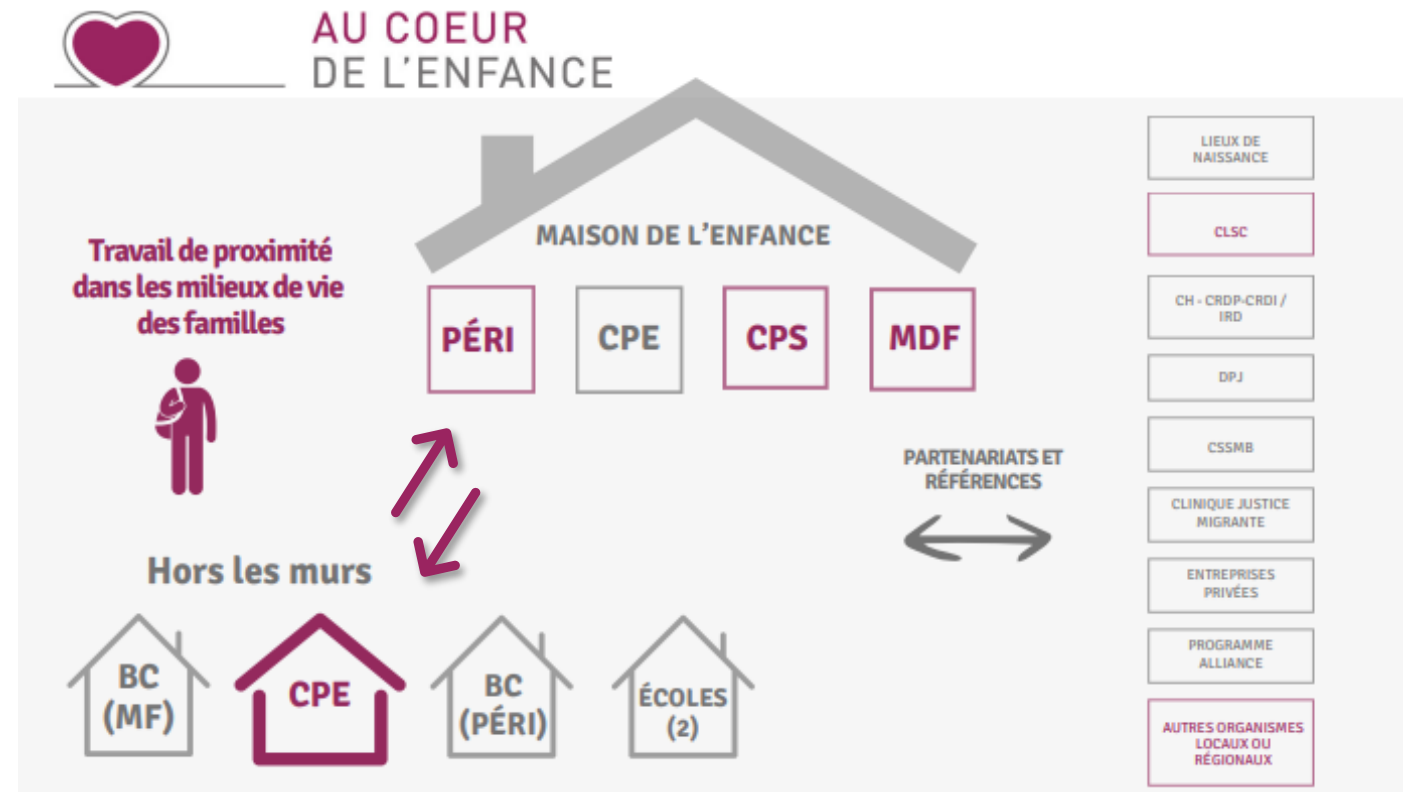 AU COEUR
DE L'ENFANCE
MAISON DE L'ENFANCE
Travail de proximité
dans les milieux de vie
des familles
PÉRI
CPE
CPS
MDF
PARTENARIATS ET
RÉFÉRENCES
Hors les murs
BC
(MF)
CPE
BC
(PÉRI)
ÉCOLES
(2)
LIEUX DE
NAISSANCE
CLSC
CH - CRDP-CRDI /
IRD
DPJ
CSSMB
CLINIQUE JUSTICE
MIGRANTE
ENTREPRISES
PRIVÉES
PROGRAMME
ALLIANCE
AUTRES ORGANISMES
LOCAUX OU
RÉGIONAUX